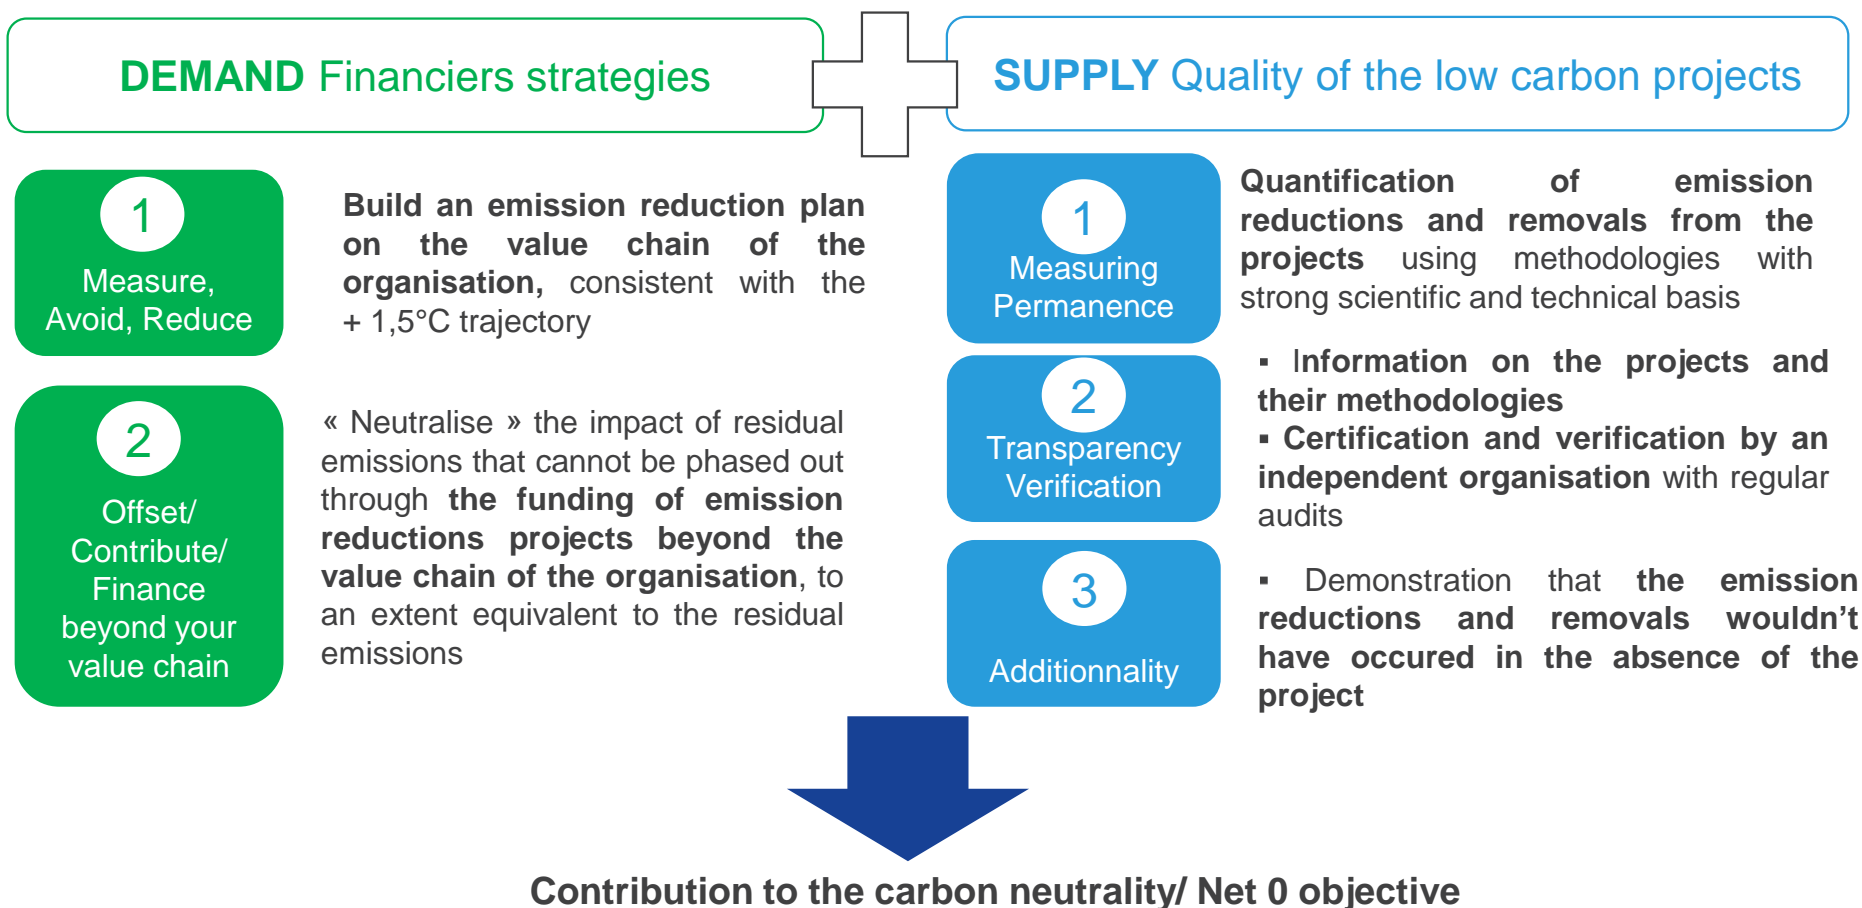 DEMAND Financiers strategies
SUPPLY Quality of the low carbon projects
1
Measure,
Avoid, Reduce
Build an emission reduction plan
on the value chain of the
organisation, consistent with the
+ 1,5°C trajectory
2
Offset/
Contribute/
Finance
beyond your
value chain
« Neutralise » the impact of residual
emissions that cannot be phased out
through the funding of emission
reductions projects beyond the
value chain of the organisation, to
an extent equivalent to the residual
emissions
1
Measuring
Permanence
Quantification of emission
reductions and removals from the
projects using methodologies with
strong scientific and technical basis
2
Transparency
Verification
▪ Information on the projects and
their methodologies
▪ Certification and verification by an
independent organisation with regular
audits
3
Additionnality
▪ Demonstration that the emission
reductions and removals wouldn't
have occured in the absence of the
project
Contribution to the carbon neutrality/ Net 0 objective